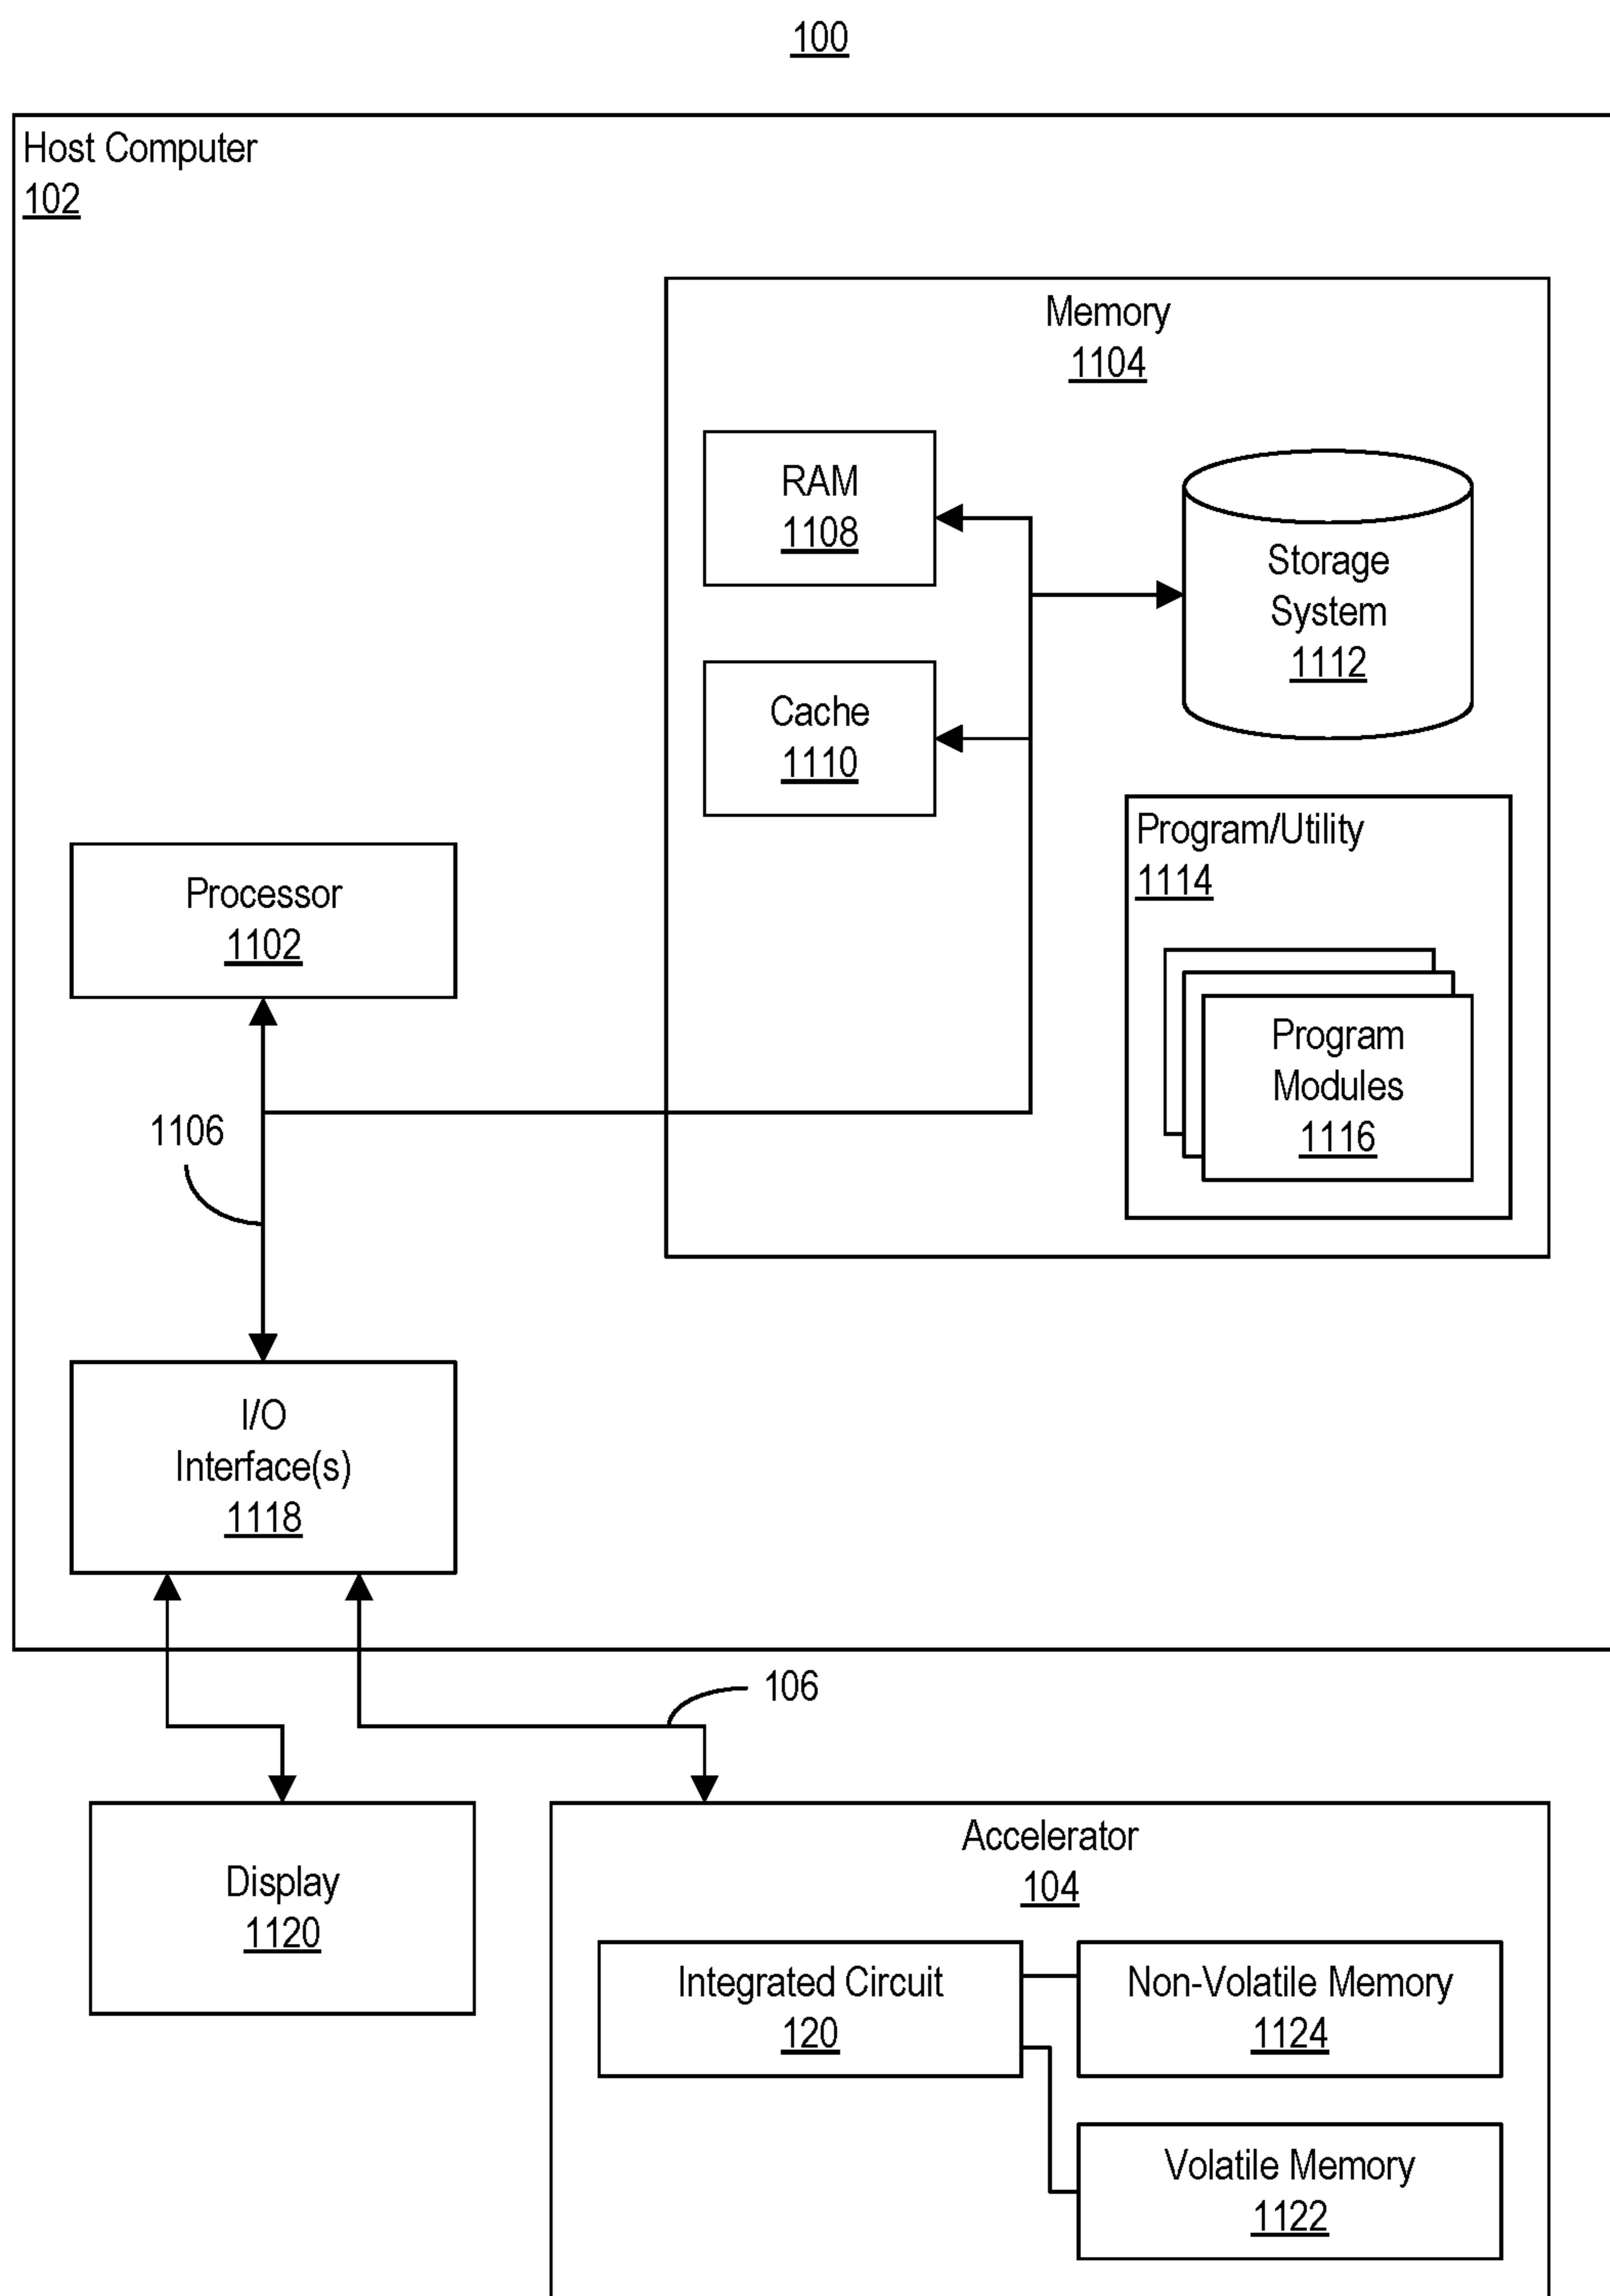 100
Host Computer
102
Memory
1104
RAM
1108
Storage
System
1112
Cache
1110
Program/Utility
1114
Processor
1102
Program
Modules
1116
1106
I/O
Interface(s)
1118
106
Accelerator
104
Display
1120
Integrated Circuit
120
Non-Volatile Memory
1124
Volatile Memory
1122